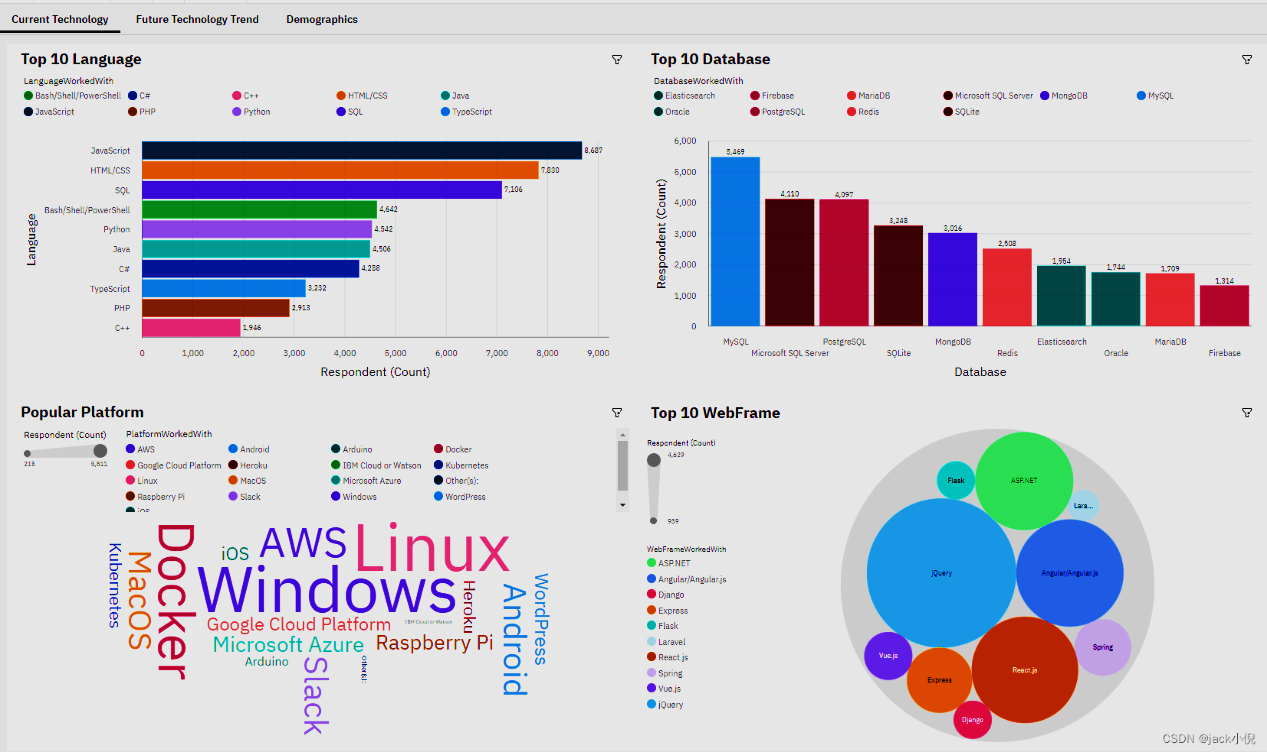 Current Technology Future Technology Trend Demographics
Top 10 Language
LanguageWorkedWith
Bash/Shell/PowerShell C# C++ HTML/CSS Java
JavaScript PHP Python SQL TypeScript
JavaScript 8,687
HTML/CSS 7,830
SQL 7,106
Bash/Shell/PowerShell 4,642
Python 4,542
Java 4,506
C# 4,288
TypeScript 3,232
PHP 2,913
C++ 1,946
Language
0 1,000 2,000 3,000 4,000 5,000 6,000 7,000 8,000 9,000
Respondent (Count)
Top 10 Database
DatabaseWorkedWith
Elasticsearch Firebase MariaDB Microsoft SQL Server MongoDB MySQL
Oracle PostgreSQL Redis SQLite
6,000
5,000
4,000
3,000
2,000
1,000
0
Respondent (Count)
5,469 4,110 4,097 3,248 3,016 2,508 1,954 1,744 1,709 1,314
MySQL PostgreSQL MongoDB Elasticsearch MariaDB
Microsoft SQL Server SQLite Redis Oracle Firebase
Database
Popular Platform
Respondent (Count)
216 5,811
PlatformWorkedWith
AWS Android Arduino Docker
Google Cloud Platform Heroku IBM Cloud or Watson Kubernetes
Linux MacOS Microsoft Azure Other(s):
Raspberry Pi Slack Windows WordPress
iOS
Kubernetes
MacOS
Docker
iOS
AWS
Linux
Windows
Google Cloud Platform
IBM Cloud or Watson
Microsoft Azure
Raspberry Pi
Arduino
Slack
Other(s):
Heroku
Android
WordPress
Top 10 WebFrame
Respondent (Count)
4,629
939
WebFrameWorkedWith
ASP.NET
Angular/Angular.js
Django
Express
Flask
Laravel
React.js
Spring
Vue.js
jQuery
ASP.NET
Flask
Lara...
jQuery
Angular/Angular.js
Spring
Vue.js
React.js
Express
Django